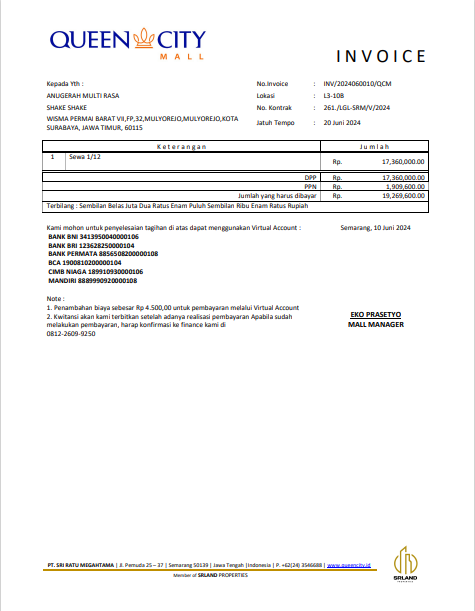 QUEEN CITY
MALL
INVOICE
Kepada Yth :
ANUGERAH MULTI RASA
SHAKE SHAKE
WISMA PERMAI BARAT VII,FP,32,MULYOREJO,MULYOREJO,KOTA
SURABAYA, JAWA TIMUR, 60115
No.Invoice : INV/2024060010/QCM
Lokasi : L3-10B
No. Kontrak : 261./LGL-SRM/V/2024
Jatuh Tempo : 20 Juni 2024
Keterangan Jumlah
1 Sewa 1/12 Rp. 17,360,000.00
DPP Rp. 17,360,000.00
PPN Rp. 1,909,600.00
Jumlah yang harus dibayar Rp. 19,269,600.00
Terbilang : Sembilan Belas Juta Dua Ratus Enam Puluh Sembilan Ribu Enam Ratus Rupiah
Kami mohon untuk penyelesaian tagihan di atas dapat menggunakan Virtual Account :
Semarang, 10 Juni 2024
BANK BNI 3413950040000106
BANK BRI 123628250000104
BANK PERMATA 8856508200000108
BCA 1900810200000104
CIMB NIAGA 189910930000106
MANDIRI 8889990920000108
Note :
1. Penambahan biaya sebesar Rp 4.500,00 untuk pembayaran melalui Virtual Account
2. Kwitansi akan kami terbitkan setelah adanya realisasi pembayaran Apabila sudah
melakukan pembayaran, harap konfirmasi ke finance kami di
0812-2609-9250
EKO PRASETYO
MALL MANAGER
PT. SRI RATU MEGAHTAMA | Jl. Pemuda 25 – 37 | Semarang 50139 | Jawa Tengah |Indonesia | P. +62(24) 3546688 | www.queencity.id
Member of SRLAND PROPERTIES
SRLAND